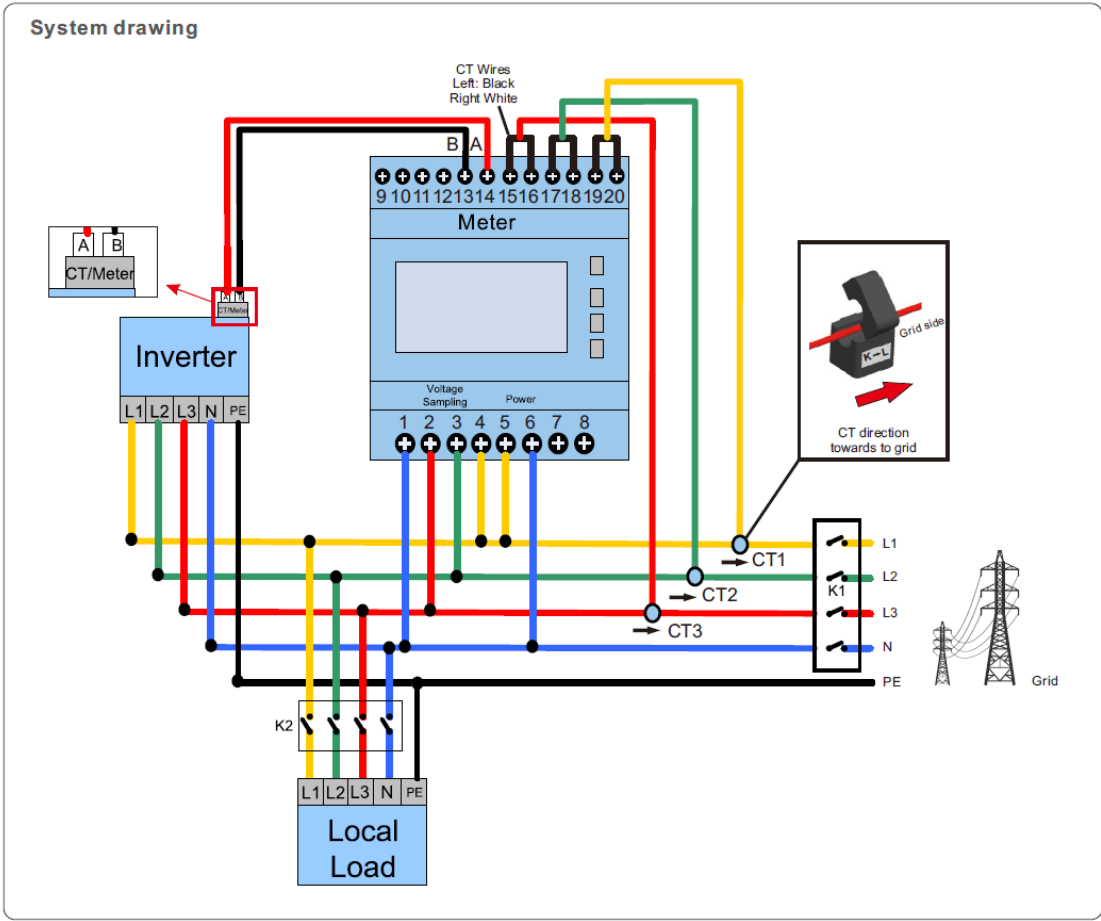 System drawing
CT Wires
Left: Black
Right White
B A
9 10 11 12 13 14 15 16 17 18 19 20
Meter
A B
CT/Meter
A B
CT/Meter
Inverter
L1 L2 L3 N PE
Voltage
Sampling
Power
1 2 3 4 5 6 7 8
Grid side
K←L
CT direction
towards to grid
L1
CT1
L2
K1
CT2
L3
CT3
N
PE
Grid
K2
L1 L2 L3 N PE
Local
Load